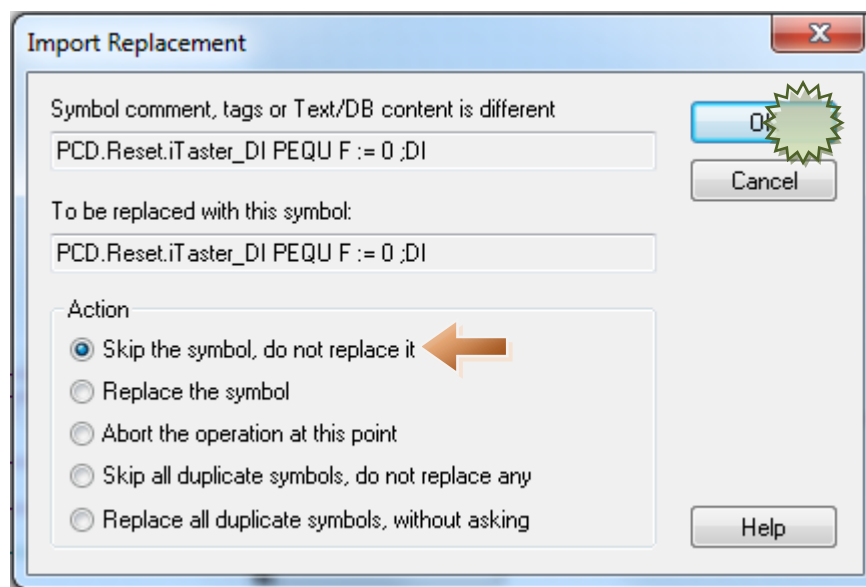 Import Replacement
Symbol comment, tags or Text/DB content is different
PCD.Reset.iTaster_DI PEQU F := 0 ;DI
Cancel
To be replaced with this symbol:
PCD.Reset.iTaster_DI PEQU F := 0 ;DI
Action
Skip the symbol, do not replace it
Replace the symbol
Abort the operation at this point
Skip all duplicate symbols, do not replace any
Replace all duplicate symbols, without asking
Help